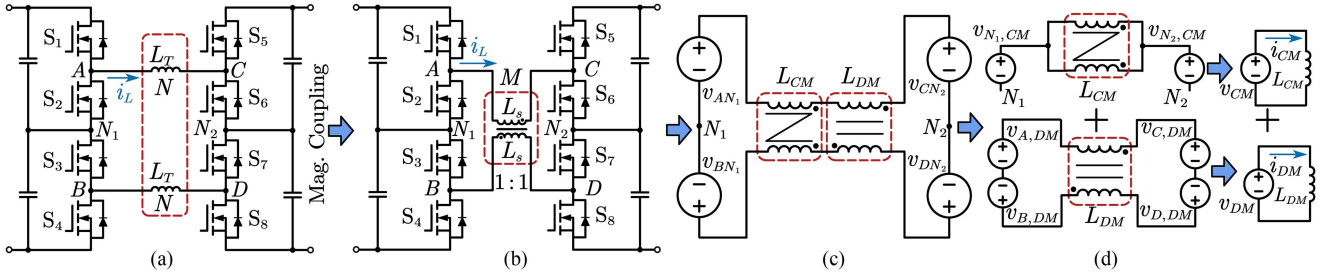 S1
S2
S3
S4
A
B
N1
iL
LT
N
LT
N
C
D
N2
S5
S6
S7
S8
(a)
Mag. Coupling
S1
S2
S3
S4
A
B
N1
iL
M
Ls
Ls
1 : 1
C
D
N2
S5
S6
S7
S8
(b)
vAN1
N1
vBN1
LCM
LDM
vCN2
N2
vDN2
(c)
vN1,CM
N1
LCM
vN2,CM
N2
vCM
iCM
LCM
+
vA,DM
vB,DM
LDM
vC,DM
vD,DM
vDM
iDM
LDM
+
(d)